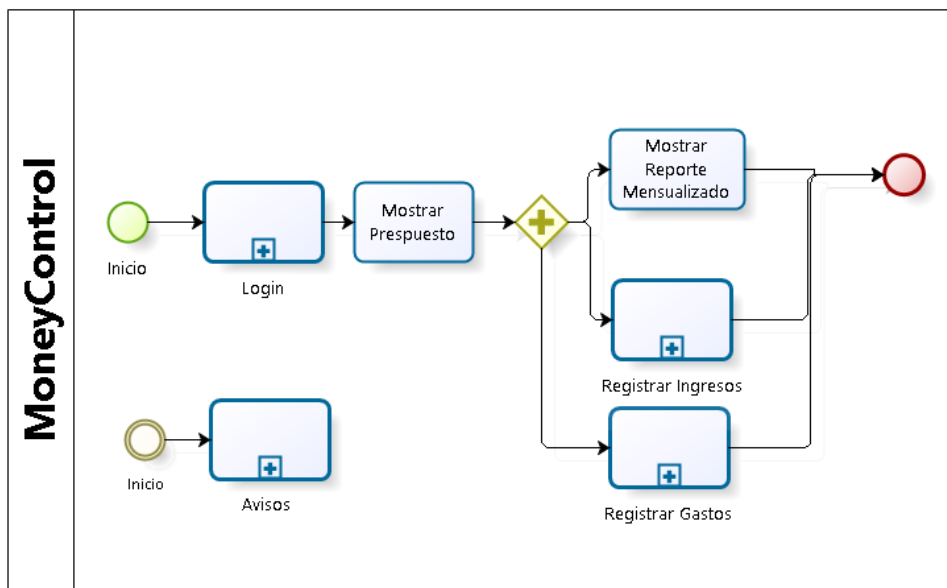 MoneyControl
Inicio
Login
Mostrar
Prespuesto
Mostrar
Reporte
Mensualizado
Registrar Ingresos
Registrar Gastos
Inicio
Avisos